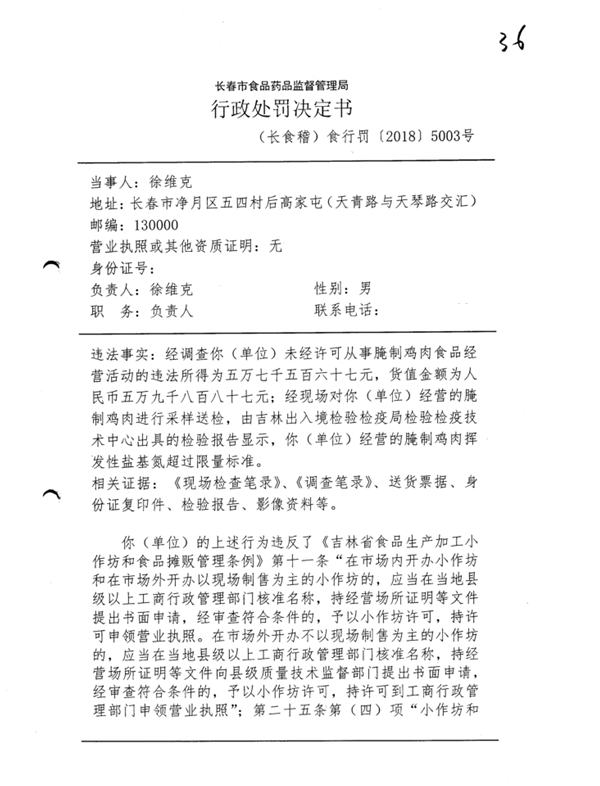 36
长春市食品药品监督管理局
行政处罚决定书
（长食稽）食行罚〔2018〕5003号
当事人：徐维克
地址：长春市净月区五四村后高家屯（天青路与天琴路交汇）
邮编：130000
营业执照或其他资质证明：无
身份证号：
负责人：徐维克 性别：男
职 务：负责人 联系电话：
违法事实：经调查你（单位）未经许可从事腌制鸡肉食品经
营活动的违法所得为五万七千五百六十七元，货值金额为人
民币五万九千八百八十七元；经现场对你（单位）经营的腌
制鸡肉进行采样送检，由吉林出入境检验检疫局检验检疫技
术中心出具的检验报告显示，你（单位）经营的腌制鸡肉挥
发性盐基氮超过限量标准。
相关证据：《现场检查笔录》、《调查笔录》、送货票据、身
份证复印件、检验报告、影像资料等。
你（单位）的上述行为违反了《吉林省食品生产加工小
作坊和食品摊贩管理条例》第十一条“在市场内开办小作坊
和在市场外开办以现场制售为主的小作坊的，应当在当地县
级以上工商行政管理部门核准名称，持经营场所证明等文件
提出书面申请，经审查符合条件的，予以小作坊许可，持许
可申领营业执照。在市场外开办不以现场制售为主的小作坊
的，应当在当地县级以上工商行政管理部门核准名称，持经
营场所证明等文件向县级质量技术监督部门提出书面申请，
经审查符合条件的，予以小作坊许可，持许可到工商行政管
理部门申领营业执照”；第二十五条第（四）项“小作坊和